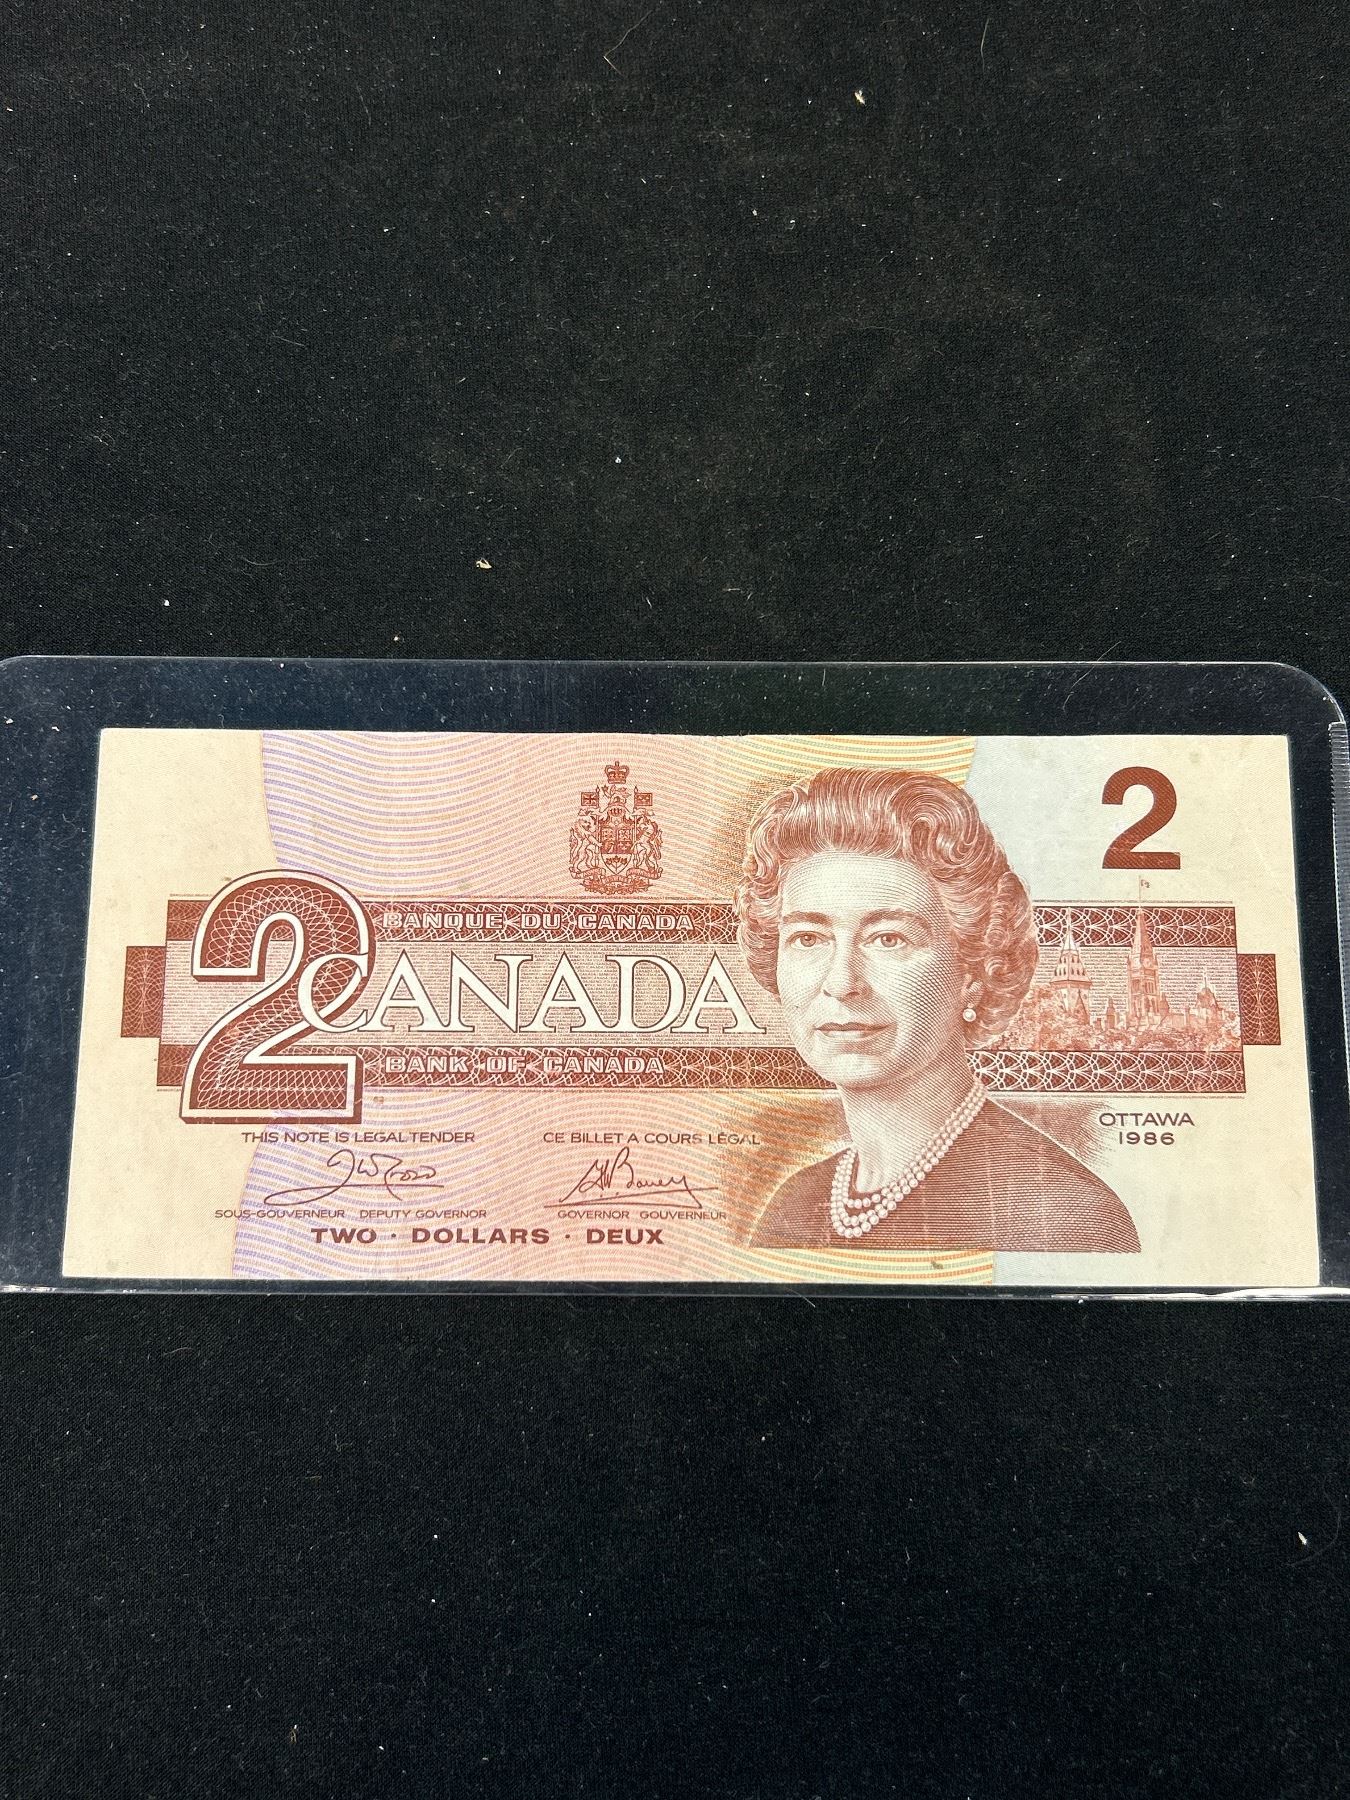 2
2
BANQUE DU CANADA
CANADA
BANK OF CANADA
OTTAWA
1986
THIS NOTE IS LEGAL TENDER
CE BILLET A COURS LÉGAL
SOUS-GOUVERNEUR DEPUTY GOVERNOR
GOVERNOR GOUVERNEUR
TWO · DOLLARS · DEUX